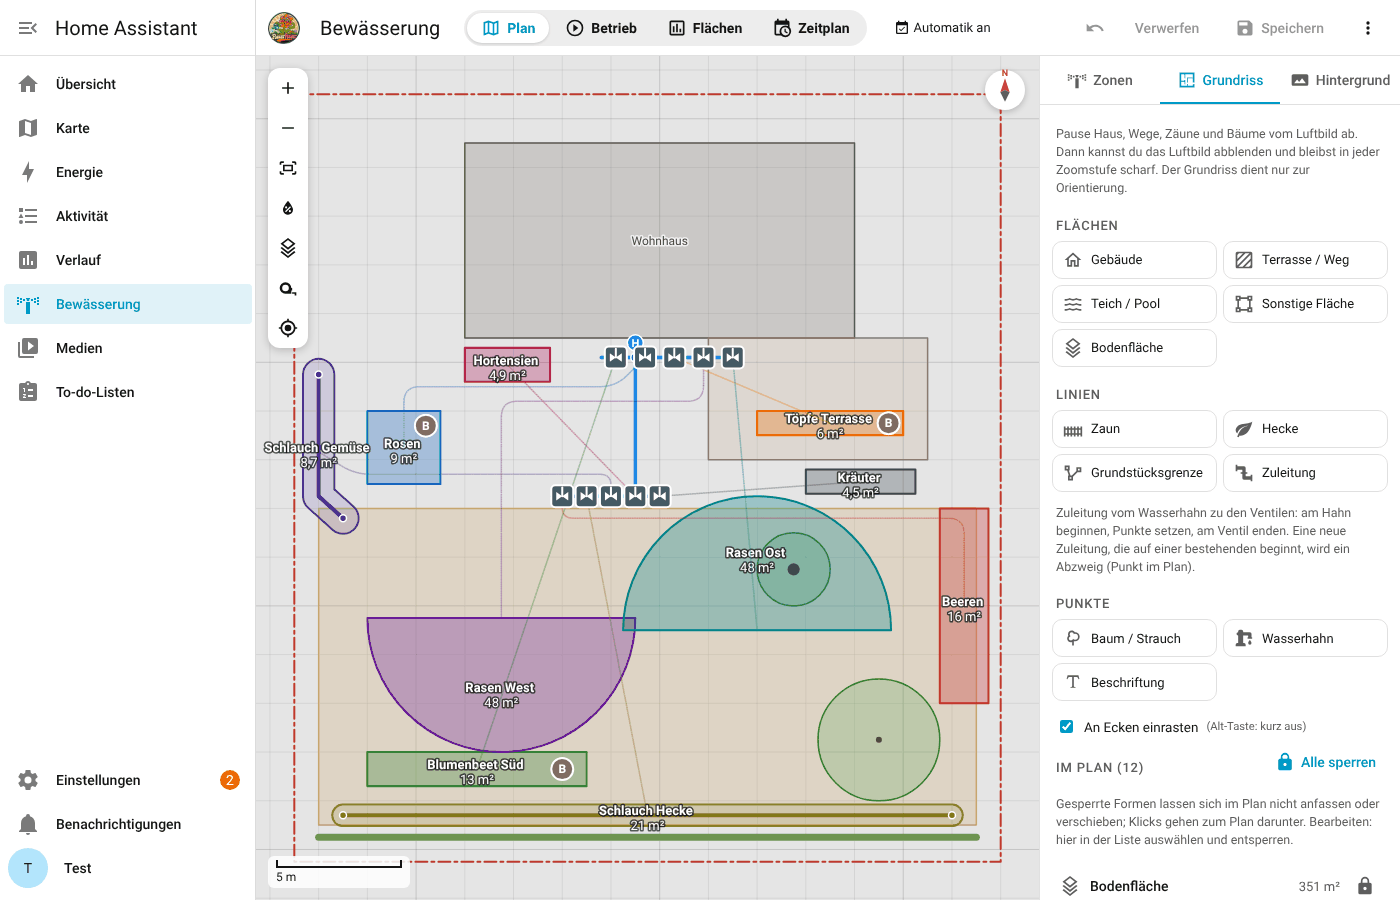 Home Assistant
Bewässerung
Plan
Betrieb
Flächen
Zeitplan
Automatik an
Verwerfen
Speichern
Übersicht
Karte
Energie
Aktivität
Verlauf
Bewässerung
Medien
To-do-Listen
Einstellungen
2
Benachrichtigungen
T
Test
N
Wohnhaus
H
Hortensien
4,9 m²
Schlauch Gemüse
8,7 m²
B
Rosen
9 m²
Töpfe Terrasse
6 m²
B
Kräuter
4,5 m²
Rasen Ost
48 m²
Beeren
16 m²
Rasen West
48 m²
Blumenbeet Süd
13 m²
B
Schlauch Hecke
21 m²
5 m
Zonen
Grundriss
Hintergrund
Pause Haus, Wege, Zäune und Bäume vom Luftbild ab.
Dann kannst du das Luftbild abblenden und bleibst in jeder
Zoomstufe scharf. Der Grundriss dient nur zur
Orientierung.
FLÄCHEN
Gebäude
Terrasse / Weg
Teich / Pool
Sonstige Fläche
Bodenfläche
LINIEN
Zaun
Hecke
Grundstücksgrenze
Zuleitung
Zuleitung vom Wasserhahn zu den Ventilen: am Hahn
beginnen, Punkte setzen, am Ventil enden. Eine neue
Zuleitung, die auf einer bestehenden beginnt, wird ein
Abzweig (Punkt im Plan).
PUNKTE
Baum / Strauch
Wasserhahn
Beschriftung
An Ecken einrasten (Alt-Taste: kurz aus)
IM PLAN (12)
Alle sperren
Gesperrte Formen lassen sich im Plan nicht anfassen oder
verschieben; Klicks gehen zum Plan darunter. Bearbeiten:
hier in der Liste auswählen und entsperren.
Bodenfläche
351 m²